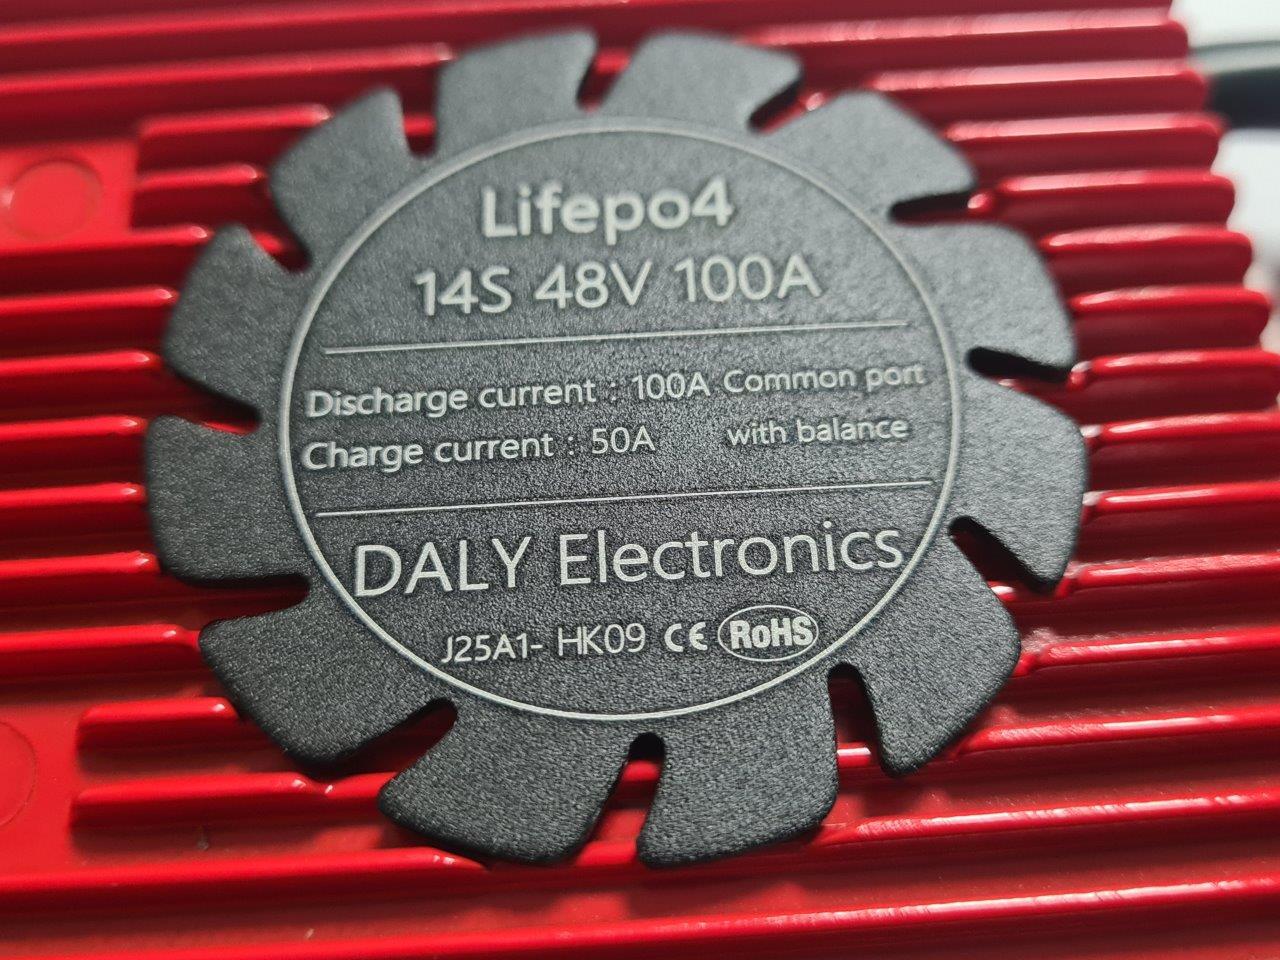 Lifepo4
14S 48V 100A
Discharge current : 100A Common port
Charge current : 50A with balance
DALY Electronics
J25A1- HK09 CE RoHS